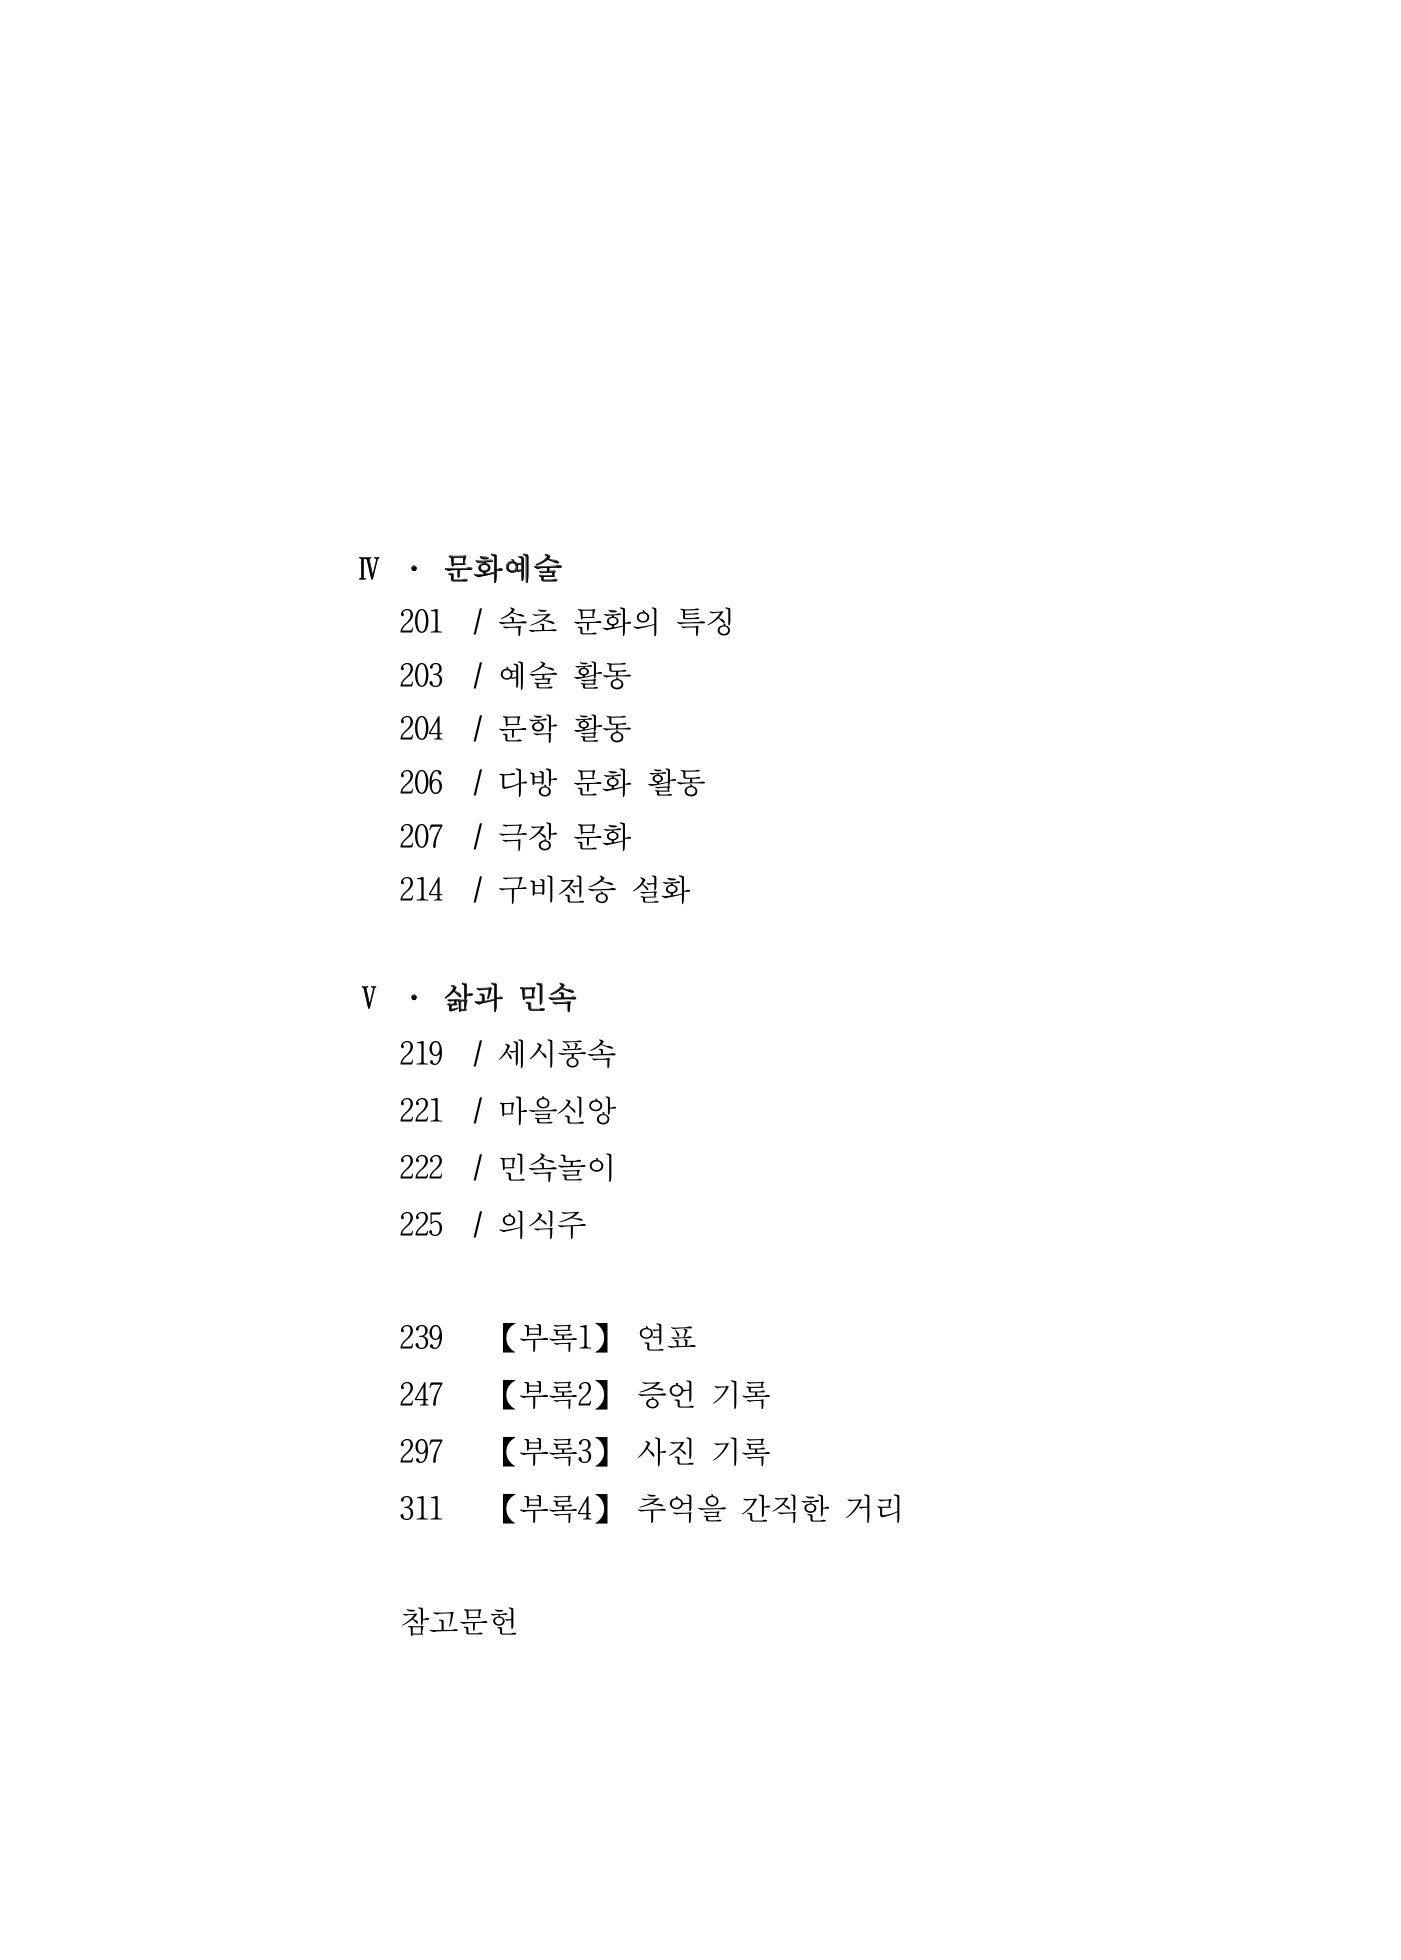 Ⅳ · 문화예술
201 / 속초 문화의 특징
203 / 예술 활동
204 / 문학 활동
206 / 다방 문화 활동
207 / 극장 문화
214 / 구비전승 설화
Ⅴ · 삶과 민속
219 / 세시풍속
221 / 마을신앙
222 / 민속놀이
225 / 의식주
239 【부록1】 연표
247 【부록2】 증언 기록
297 【부록3】 사진 기록
311 【부록4】 추억을 간직한 거리
참고문헌